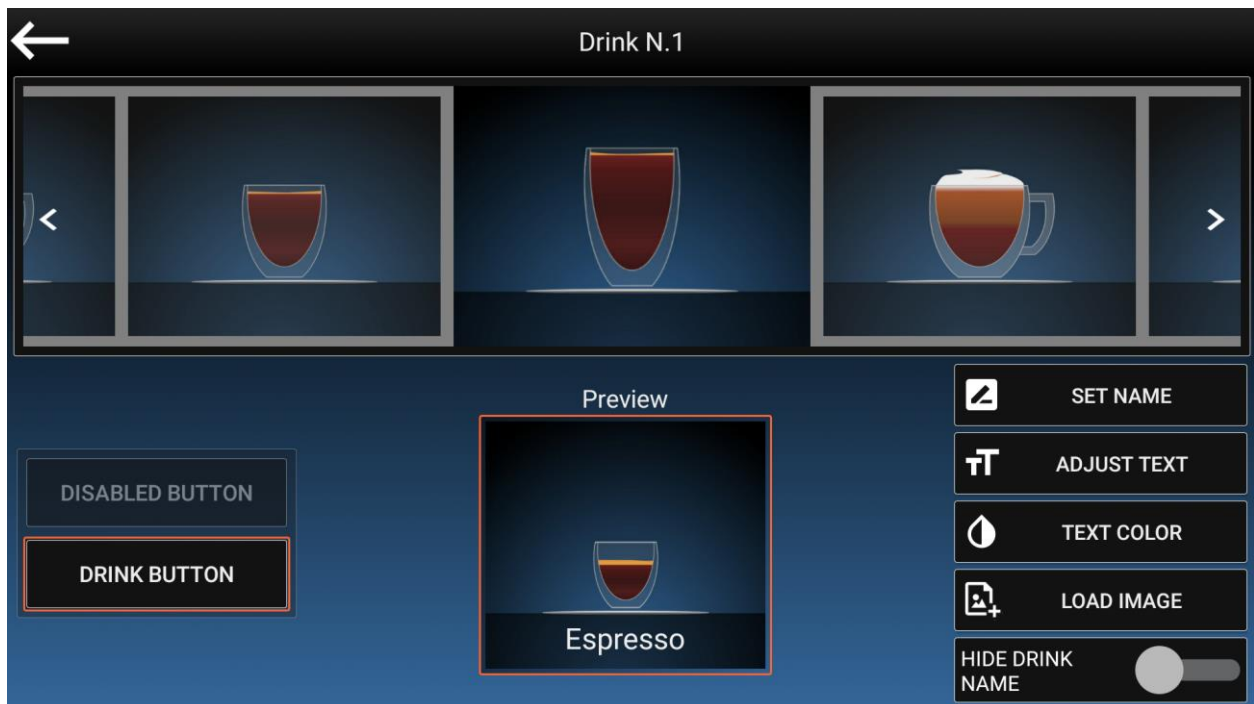 Drink N.1
Preview
DISABLED BUTTON
DRINK BUTTON
Espresso
SET NAME
ADJUST TEXT
TEXT COLOR
LOAD IMAGE
HIDE DRINK
NAME